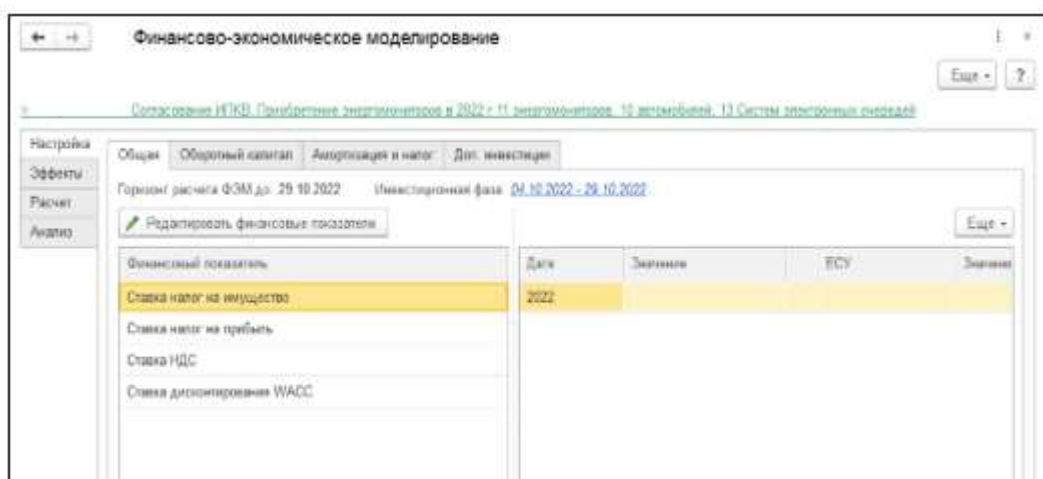 Финансово-экономическое моделирование
Еще ?
Согласование ИПКВ. Приобретение энергомониторов в 2022 г 11 энергомониторов, 10 автомобилей, 13 Систем электронных очередей
Настройка
Эффекты
Расчет
Анализ
Общая Оборотный капитал Амортизация и налог Доп. инвестиции
Горизонт расчета ФЭМ до: 29.10.2022 Инвестиционная фаза: 04.10.2022 - 29.10.2022
Редактировать финансовые показатели Еще
Финансовый показатель Дата Значение ЕСУ Значение
Ставка налог на имущество 2022
Ставка налог на прибыль
Ставка НДС
Ставка дисконтирования WACC